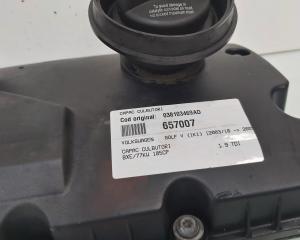 CAPAC CULBUTORI
Cod original: 038103469AD
657007
VOLKSWAGEN GOLF V (1K1) (2003/10 -> 200
CAPAC CULBUTORI 1.9 TDI
BXE/77KW 105CP